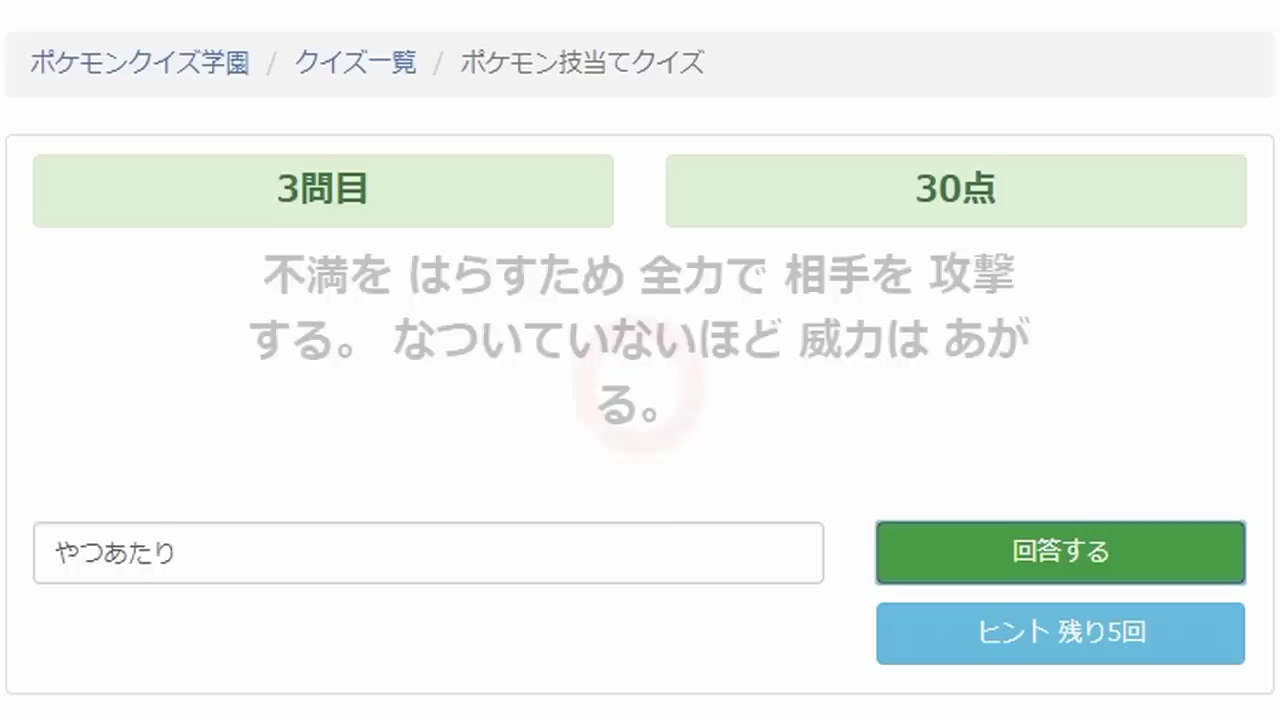 ポケモンクイズ学園 / クイズ一覧 / ポケモン技当てクイズ
3問目
30点
不満を はらすため 全力で 相手を 攻撃
する。 なついていないほど 威力は あが
る。
やつあたり
回答する
ヒント 残り5回